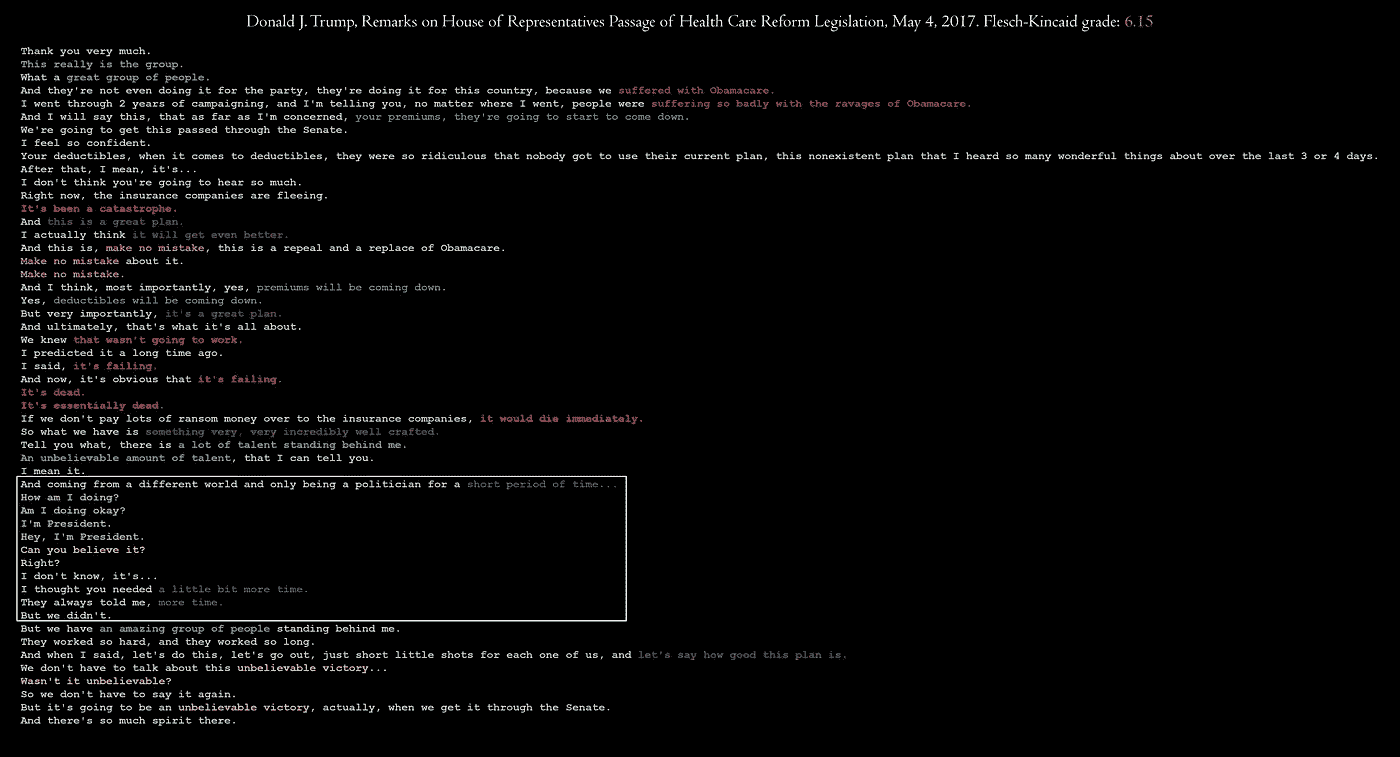 Donald J. Trump, Remarks on House of Representatives Passage of Health Care Reform Legislation, May 4, 2017. Flesch-Kincaid grade: 6.15
Thank you very much.
This really is the group.
What a great group of people.
And they're not even doing it for the party, they're doing it for this country, because we suffered with Obamacare.
I went through 2 years of campaigning, and I'm telling you, no matter where I went, people were suffering so badly with the ravages of Obamacare.
And I will say this, that as far as I'm concerned, your premiums, they're going to start to come down.
We're going to get this passed through the Senate.
I feel so confident.
Your deductibles, when it comes to deductibles, they were so ridiculous that nobody got to use their current plan, this nonexistent plan that I heard so many wonderful things about over the last 3 or 4 days.
After that, I mean, it's...
I don't think you're going to hear so much.
Right now, the insurance companies are fleeing.
It's been a catastrophe.
And this is a great plan.
I actually think it will get even better.
And this is, make no mistake, this is a repeal and a replace of Obamacare.
Make no mistake about it.
Make no mistake.
And I think, most importantly, yes, premiums will be coming down.
Yes, deductibles will be coming down.
But very importantly, it's a great plan.
And ultimately, that's what it's all about.
We knew that wasn't going to work.
I predicted it a long time ago.
I said, it's failing.
And now, it's obvious that it's failing.
It's dead.
It's essentially dead.
If we don't pay lots of ransom money over to the insurance companies, it would die immediately.
So what we have is something very, very incredibly well crafted.
Tell you what, there is a lot of talent standing behind me.
An unbelievable amount of talent, that I can tell you.
I mean it.
And coming from a different world and only being a politician for a short period of time...
How am I doing?
Am I doing okay?
I'm President.
Hey, I'm President.
Can you believe it?
Right?
I don't know, it's...
I thought you needed a little bit more time.
They always told me, more time.
But we didn't.
But we have an amazing group of people standing behind me.
They worked so hard, and they worked so long.
And when I said, let's do this, let's go out, just short little shots for each one of us, and let's say how good this plan is.
We don't have to talk about this unbelievable victory...
Wasn't it unbelievable?
So we don't have to say it again.
But it's going to be an unbelievable victory, actually, when we get it through the Senate.
And there's so much spirit there.